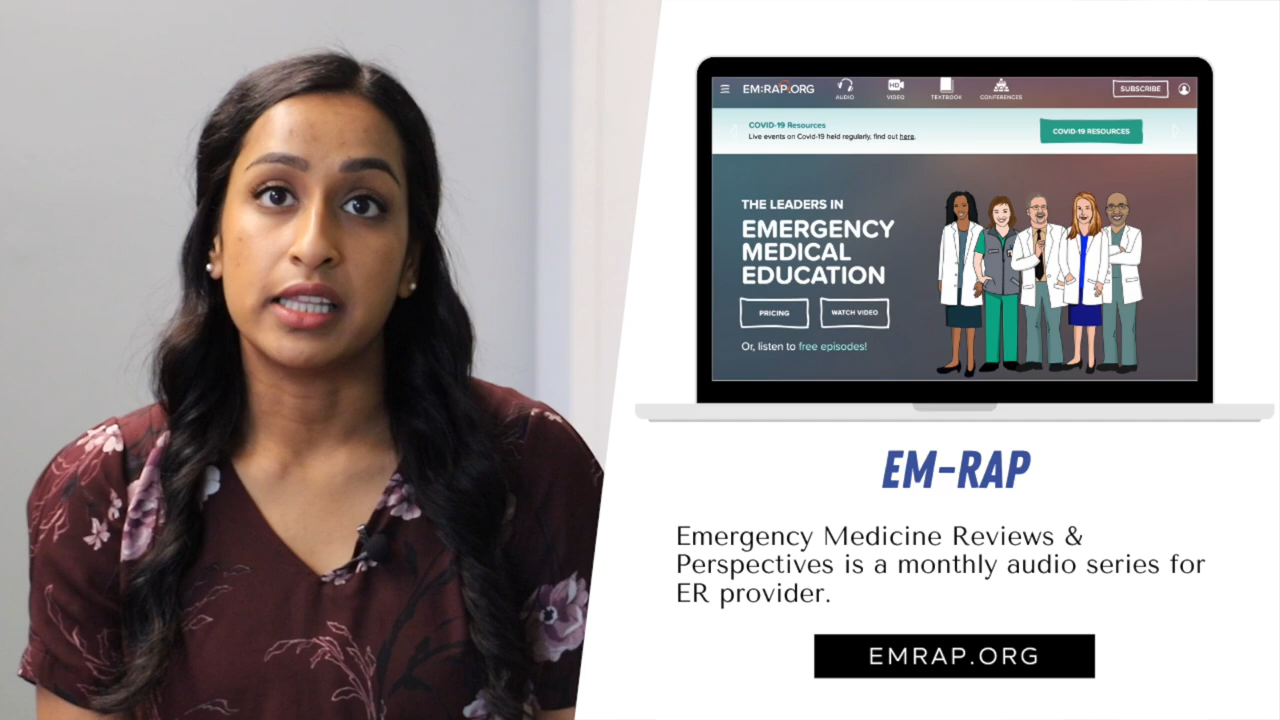 EM:RAP.ORG
AUDIO
HD
VIDEO
TEXTBOOK
CONFERENCES
SUBSCRIBE
COVID-19 Resources
Live events on Covid-19 held regularly, find out here.
COVID-19 RESOURCES
THE LEADERS IN
EMERGENCY
MEDICAL
EDUCATION
PRICING
WATCH VIDEO
Or, listen to free episodes!
EM-RAP
Emergency Medicine Reviews &
Perspectives is a monthly audio series for
ER provider.
EMRAP.ORG